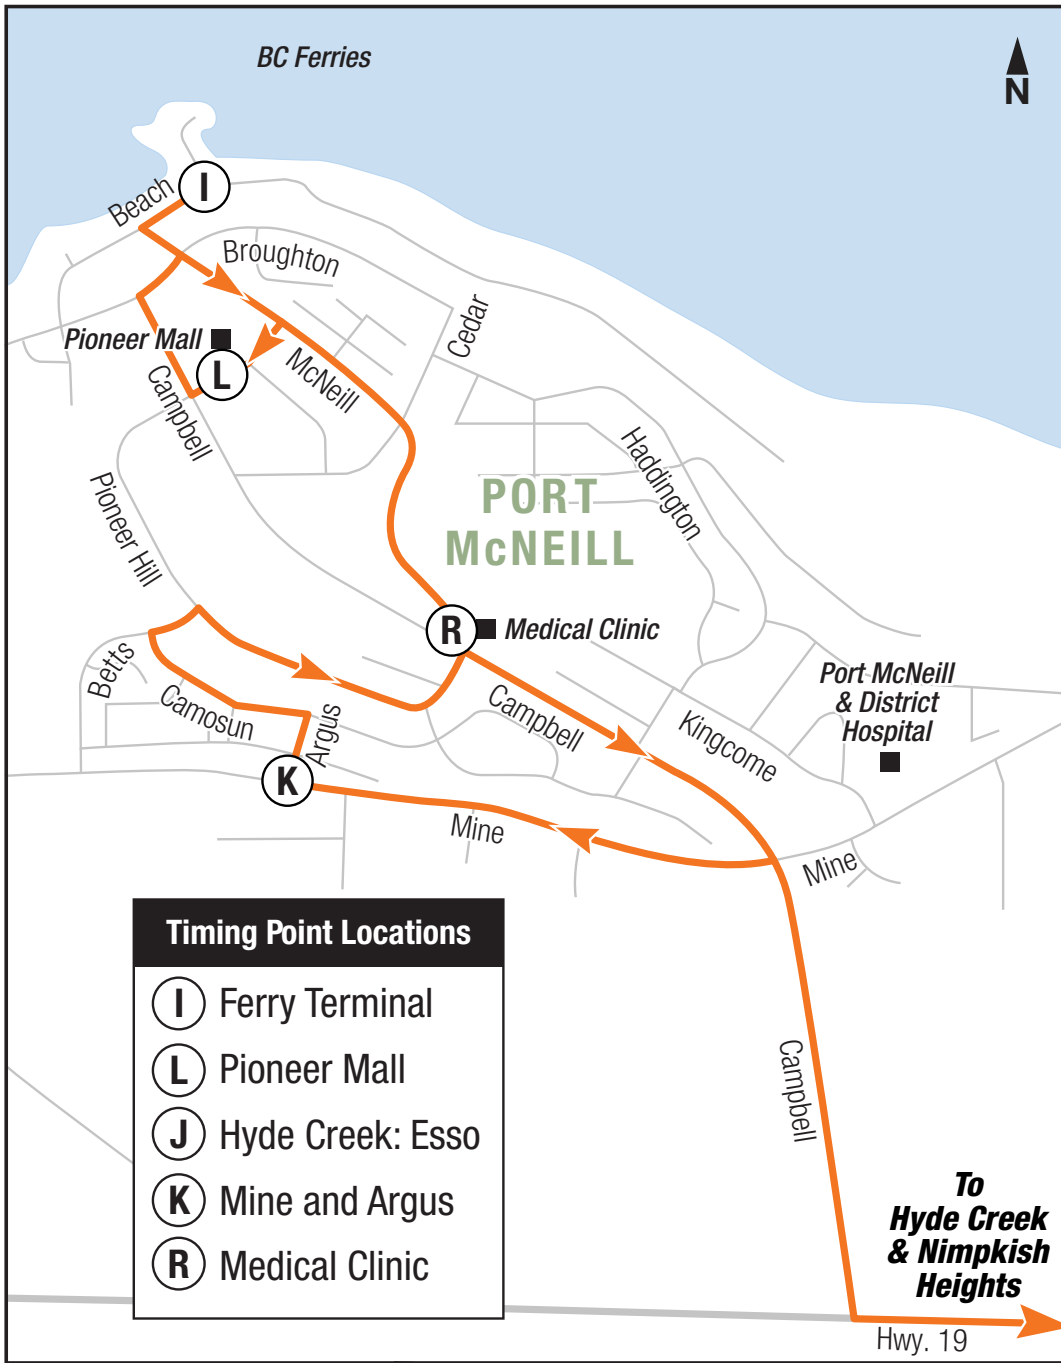 BC Ferries
N
I
Beach
Broughton
Cedar
Pioneer Mall
L
McNeill
Campbell
Haddington
Pioneer Hill
PORT
McNEILL
R
Medical Clinic
Betts
Camosun
Argus
Campbell
Kingcome
Port McNeill
& District
Hospital
K
Mine
Mine
Timing Point Locations
I Ferry Terminal
L Pioneer Mall
J Hyde Creek: Esso
K Mine and Argus
R Medical Clinic
Campbell
To
Hyde Creek
& Nimpkish
Heights
Hwy. 19